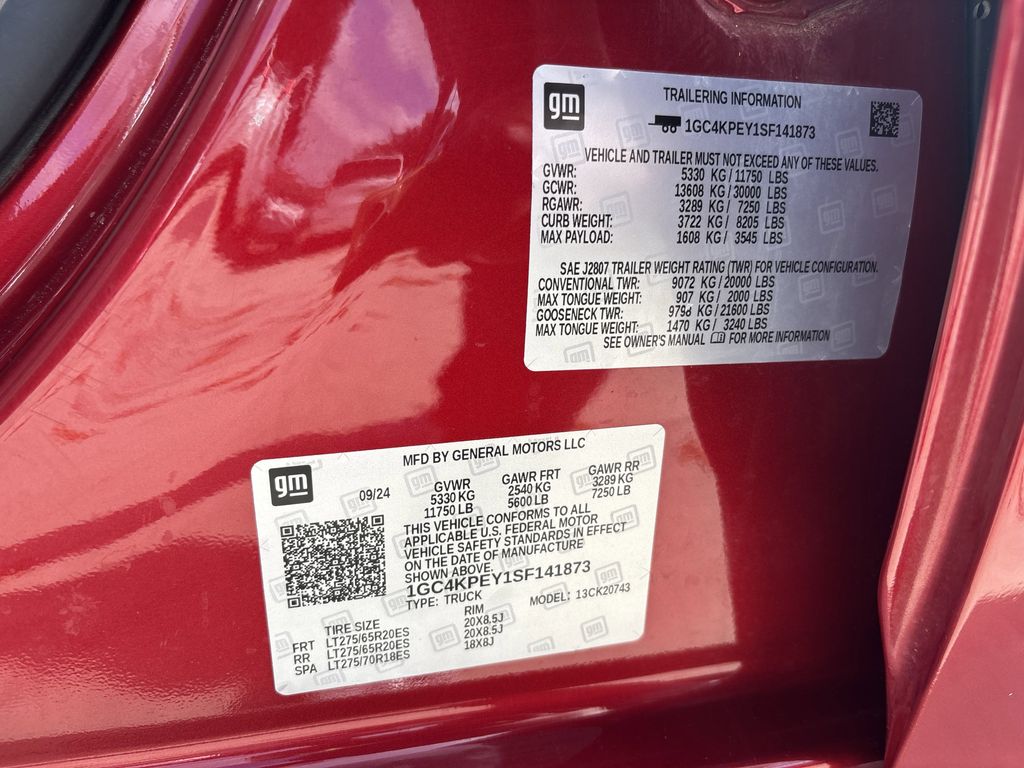 gm
TRAILERING INFORMATION
1GC4KPEY1SF141873
VEHICLE AND TRAILER MUST NOT EXCEED ANY OF THESE VALUES.
GVWR: 5330 KG / 11750 LBS
GCWR: 13608 KG / 30000 LBS
RGAWR: 3289 KG / 7250 LBS
CURB WEIGHT: 3722 KG / 8205 LBS
MAX PAYLOAD: 1608 KG / 3545 LBS
SAE J2807 TRAILER WEIGHT RATING (TWR) FOR VEHICLE CONFIGURATION.
CONVENTIONAL TWR: 9072 KG / 20000 LBS
MAX TONGUE WEIGHT: 907 KG / 2000 LBS
GOOSENECK TWR: 9798 KG / 21600 LBS
MAX TONGUE WEIGHT: 1470 KG / 3240 LBS
SEE OWNER'S MANUAL FOR MORE INFORMATION
gm
MFD BY GENERAL MOTORS LLC
09/24 GVWR GAWR FRT GAWR RR
5330 KG 2540 KG 3289 KG
11750 LB 5600 LB 7250 LB
THIS VEHICLE CONFORMS TO ALL
APPLICABLE U.S. FEDERAL MOTOR
VEHICLE SAFETY STANDARDS IN EFFECT
ON THE DATE OF MANUFACTURE
SHOWN ABOVE.
1GC4KPEY1SF141873
TYPE: TRUCK MODEL: 13CK20743
TIRE SIZE RIM
FRT LT275/65R20ES 20X8.5J
RR LT275/65R20ES 20X8.5J
SPA LT275/70R18ES 18X8J